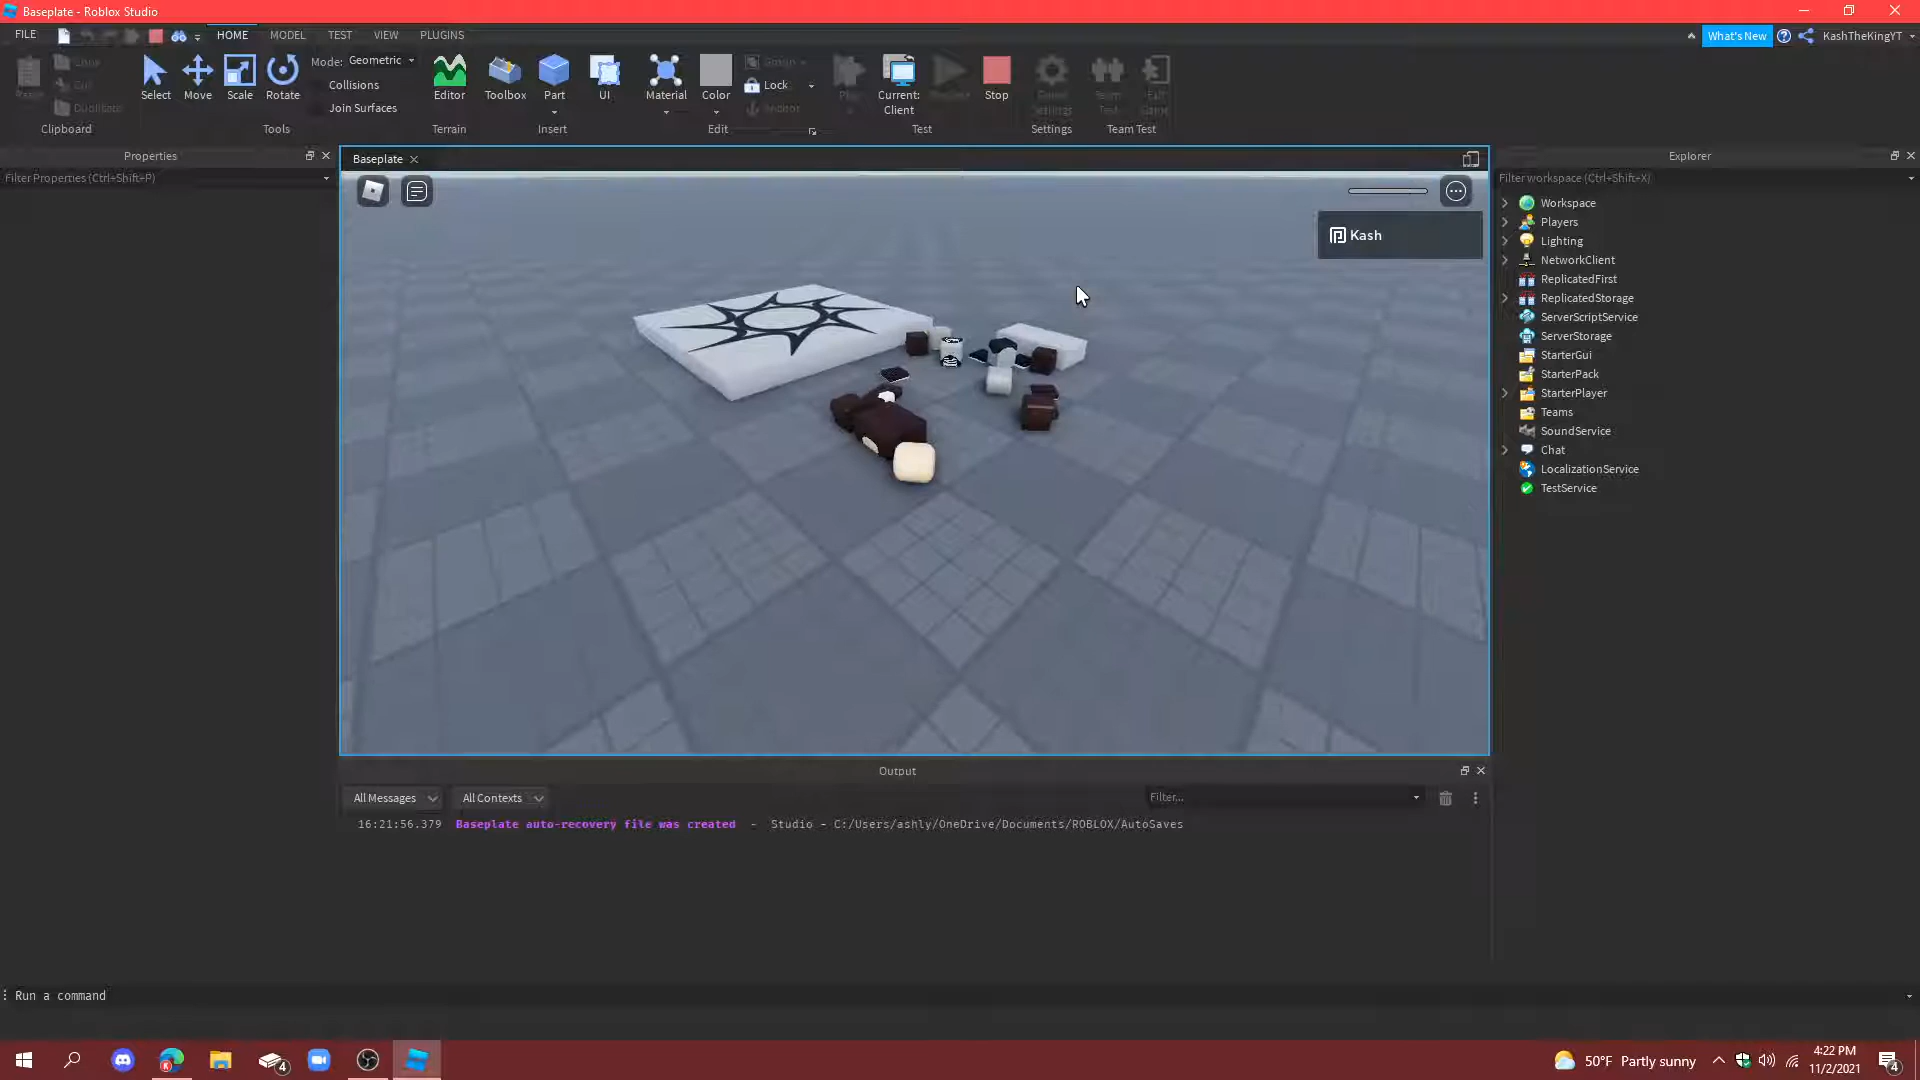 Baseplate - Roblox Studio
FILE
HOME
MODEL
TEST
VIEW
PLUGINS
What's New
KashTheKingYT
Select
Move
Scale
Rotate
Mode: Geometric
Collisions
Join Surfaces
Editor
Toolbox
Part
UI
Material
Color
Group
Lock
Anchor
Current:
Client
Stop
Duplicate
Clipboard
Tools
Terrain
Insert
Edit
Test
Settings
Team Test
Properties
Filter Properties (Ctrl+Shift+P)
Baseplate
Kash
Explorer
Filter workspace (Ctrl+Shift+X)
Workspace
Players
Lighting
NetworkClient
ReplicatedFirst
ReplicatedStorage
ServerScriptService
ServerStorage
StarterGui
StarterPack
StarterPlayer
Teams
SoundService
Chat
LocalizationService
TestService
Output
All Messages
All Contexts
Filter...
16:21:56.379 Baseplate auto-recovery file was created - Studio - C:/Users/ashly/OneDrive/Documents/ROBLOX/AutoSaves
Run a command
4
50°F Partly sunny
4:22 PM
11/2/2021
4